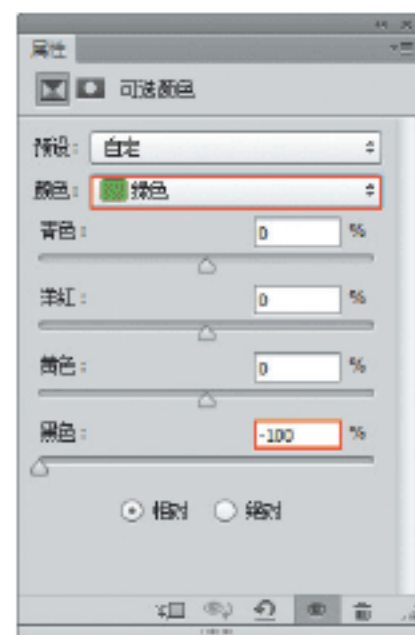 属性
可选颜色
预设： 自定
颜色： 绿色
青色： 0 %
洋红： 0 %
黄色： 0 %
黑色： -100 %
相对 绝对